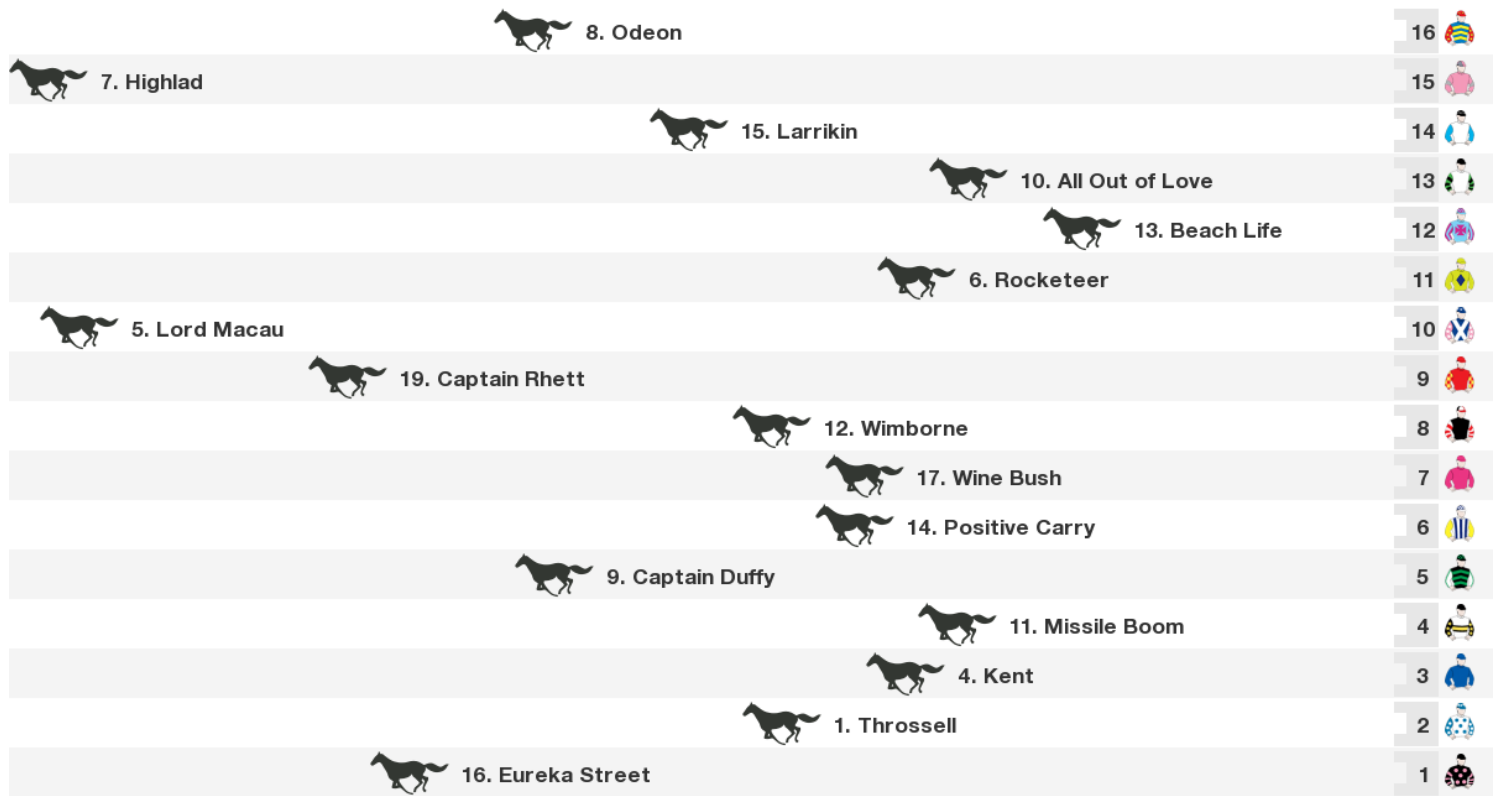 8. Odeon 16
7. Highlad 15
15. Larrikin 14
10. All Out of Love 13
13. Beach Life 12
6. Rocketeer 11
5. Lord Macau 10
19. Captain Rhett 9
12. Wimborne 8
17. Wine Bush 7
14. Positive Carry 6
9. Captain Duffy 5
11. Missile Boom 4
4. Kent 3
1. Throssell 2
16. Eureka Street 1